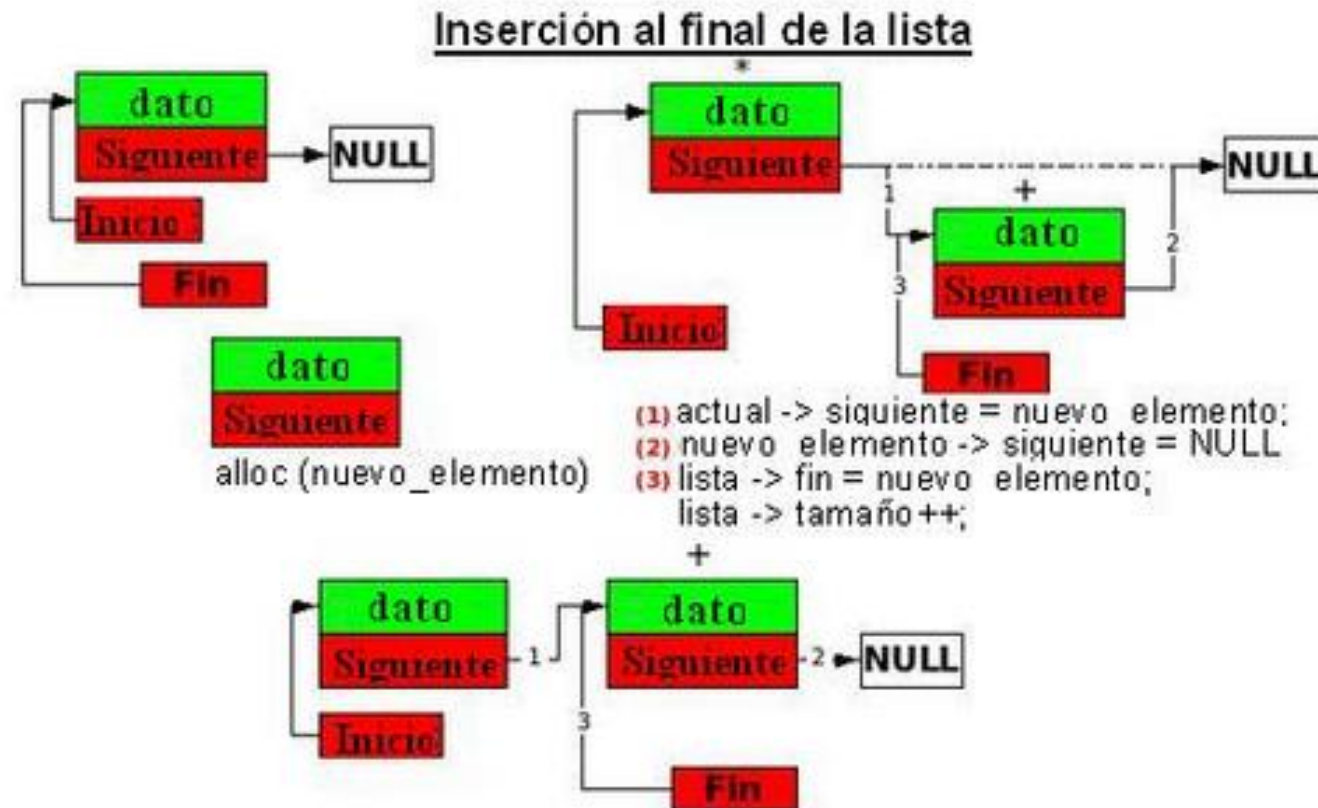 Inserción al final de la lista
dato
Siguiente
NULL
Inicio
Fin
dato
Siguiente
alloc (nuevo_elemento)
*
dato
Siguiente
NULL
1
+
dato
Siguiente
2
3
Inicio
Fin
(1) actual -> siguiente = nuevo elemento;
(2) nuevo elemento -> siguiente = NULL
(3) lista -> fin = nuevo elemento;
lista -> tamaño++;
+
dato
Siguiente
1
dato
Siguiente
2
NULL
Inicio
3
Fin